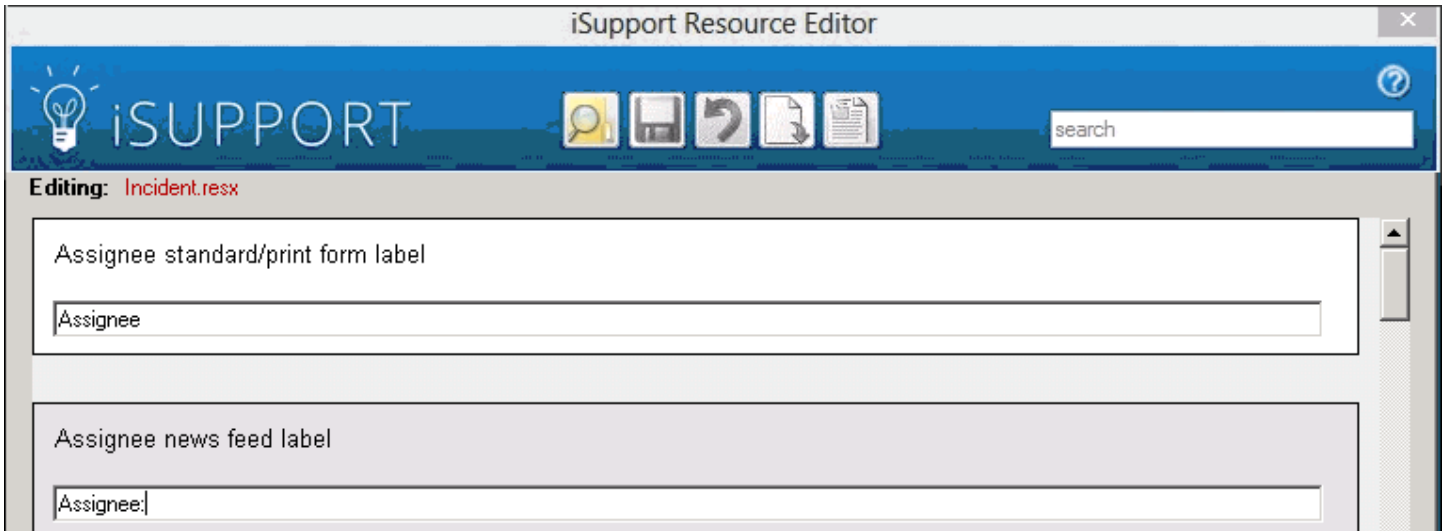 iSupport Resource Editor
iSUPPORT
search
Editing: Incident.resx
Assignee standard/print form label
Assignee
Assignee news feed label
Assignee: